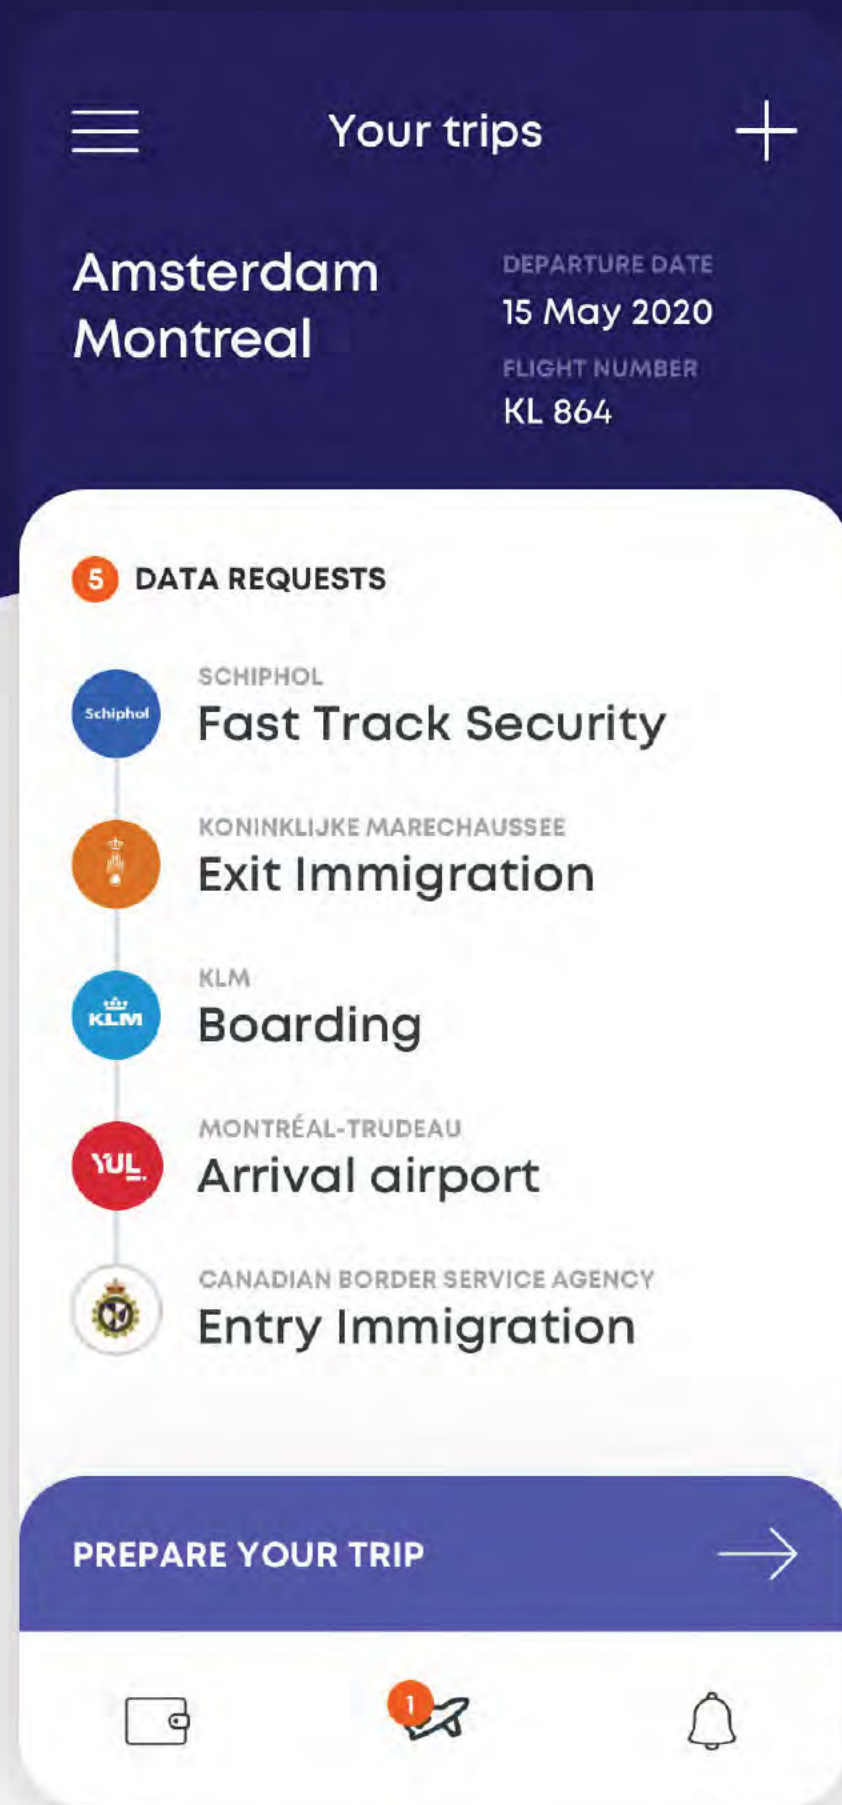 Your trips
Amsterdam
Montreal
DEPARTURE DATE
15 May 2020
FLIGHT NUMBER
KL 864
5 DATA REQUESTS
Schiphol
SCHIPHOL
Fast Track Security
KONINKLIJKE MARECHAUSSEE
Exit Immigration
KLM
KLM
Boarding
YUL
MONTRÉAL-TRUDEAU
Arrival airport
CANADIAN BORDER SERVICE AGENCY
Entry Immigration
PREPARE YOUR TRIP
1